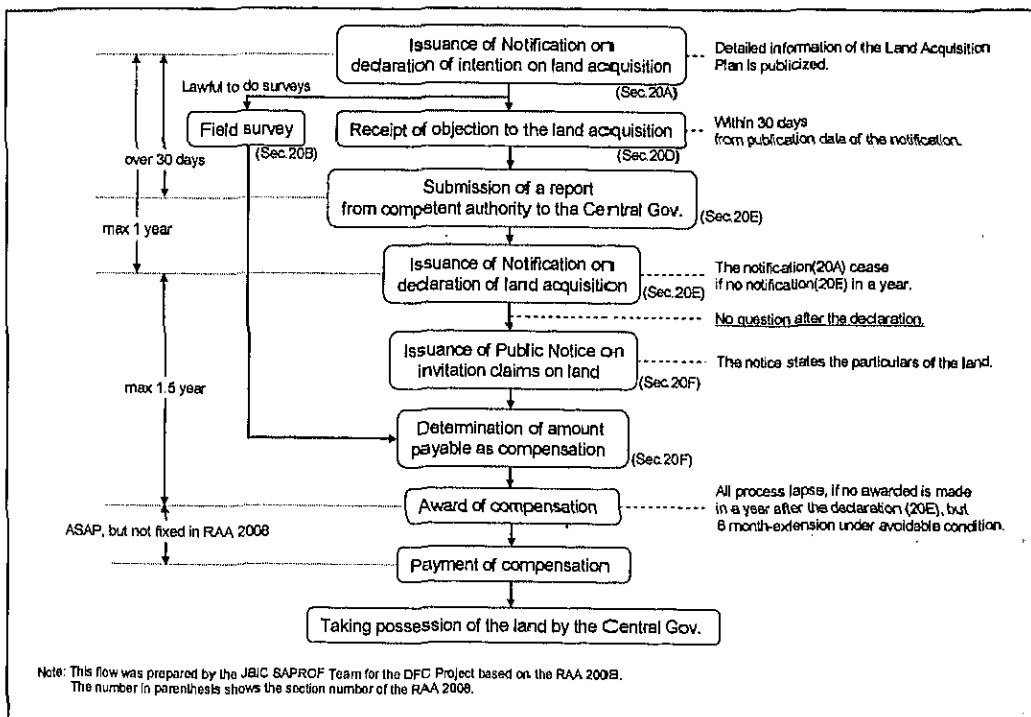 Issuance of Notification on
declaration of intention on land acquisition
(Sec.20A)
Detailed information of the Land Acquisition
Plan is publicized.
Lawful to do surveys
Field survey
(Sec.20B)
Receipt of objection to the land acquisition
(Sec.20D)
Within 30 days
from publication data of the notification.
over 30 days
Submission of a report
from competent authority to the Central Gov.
(Sec.20E)
max 1 year
Issuance of Notification on
declaration of land acquisition
(Sec.20E)
The notification(20A) cease
if no notification(20E) in a year.
No question after the declaration.
Issuance of Public Notice on
invitation claims on land
(Sec.20F)
The notice states the particulars of the land.
max 1.5 year
Determination of amount
payable as compensation
(Sec.20F)
Award of compensation
All process lapse, if no awarded is made
in a year after the declaration (20E), but
6 month-extension under avoidable condition.
ASAP, but not fixed in RAA 2008
Payment of compensation
Taking possession of the land by the Central Gov.
Note: This flow was prepared by the JBIC SAPROF Team for the DFC Project based on the RAA 2008.
The number in parenthesis shows the section number of the RAA 2008.